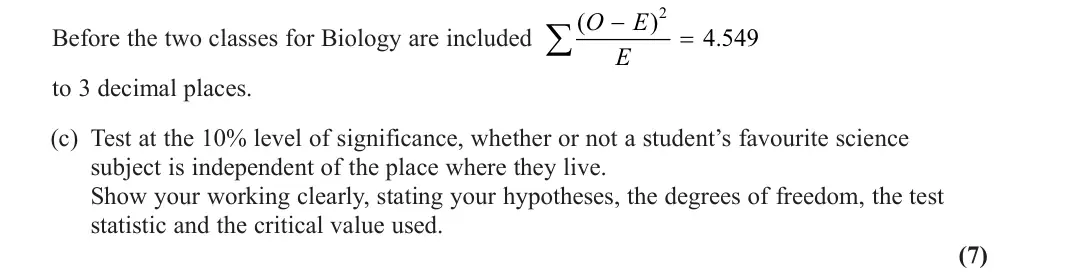 Before the two classes for Biology are included ∑ (O – E)² / E = 4.549
to 3 decimal places.
(c) Test at the 10% level of significance, whether or not a student’s favourite science
subject is independent of the place where they live.
Show your working clearly, stating your hypotheses, the degrees of freedom, the test
statistic and the critical value used.
(7)